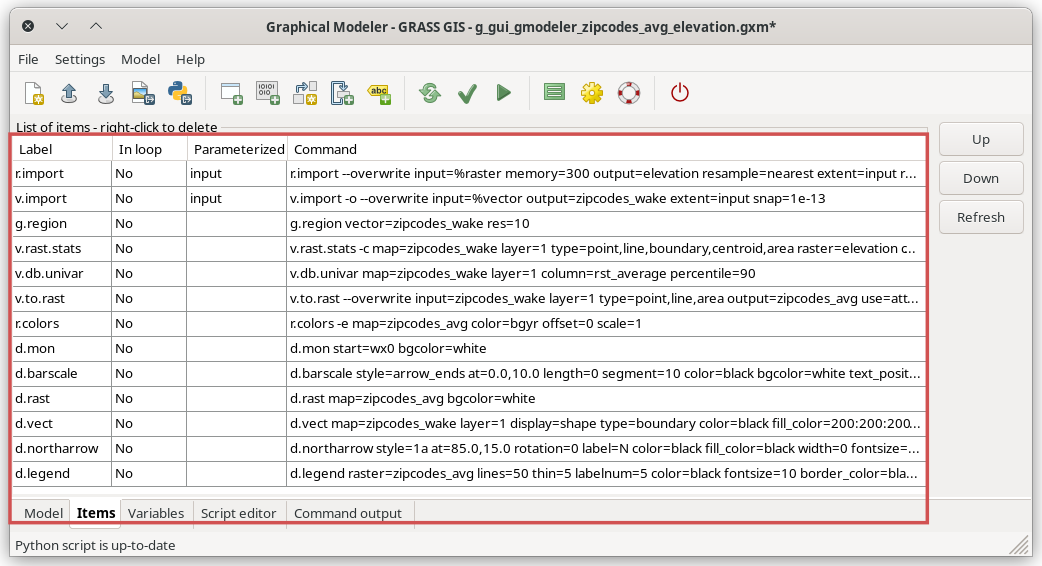 Graphical Modeler - GRASS GIS - g_gui_gmodeler_zipcodes_avg_elevation.gxm*
File Settings Model Help
List of items - right-click to delete
Label In loop Parameterized Command
r.import No input r.import --overwrite input=%raster memory=300 output=elevation resample=nearest extent=input r...
v.import No input v.import -o --overwrite input=%vector output=zipcodes_wake extent=input snap=1e-13
g.region No g.region vector=zipcodes_wake res=10
v.rast.stats No v.rast.stats -c map=zipcodes_wake layer=1 type=point,line,boundary,centroid,area raster=elevation c...
v.db.univar No v.db.univar map=zipcodes_wake layer=1 column=rst_average percentile=90
v.to.rast No v.to.rast --overwrite input=zipcodes_wake layer=1 type=point,line,area output=zipcodes_avg use=att...
r.colors No r.colors -e map=zipcodes_avg color=bgyr offset=0 scale=1
d.mon No d.mon start=wx0 bgcolor=white
d.barscale No d.barscale style=arrow_ends at=0.0,10.0 length=0 segment=10 color=black bgcolor=white text_posit...
d.rast No d.rast map=zipcodes_avg bgcolor=white
d.vect No d.vect map=zipcodes_wake layer=1 display=shape type=boundary color=black fill_color=200:200:200...
d.northarrow No d.northarrow style=1a at=85.0,15.0 rotation=0 label=N color=black fill_color=black width=0 fontsize=...
d.legend No d.legend raster=zipcodes_avg lines=50 thin=5 labelnum=5 color=black fontsize=10 border_color=bla...
Up
Down
Refresh
Model Items Variables Script editor Command output
Python script is up-to-date